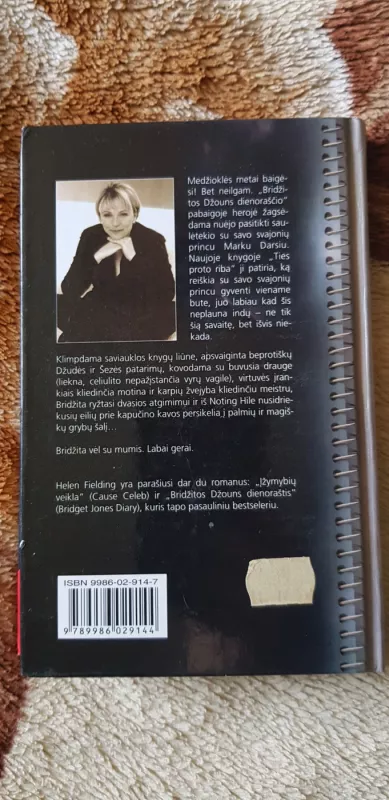 Medžioklės metai baigė-
si! Bet neilgam. „Bridži-
tos Džouns dienoraščio"
pabaigoje herojė žagsė-
dama nuėjo pasitikti sau-
lėtekio su savo svajonių
princu Marku Darsiu.
Naujoje knygoje „Ties
proto riba" ji patiria, ką
reiškia su savo svajonių
princu gyventi viename
bute, juo labiau kad šis
neplauna indų – ne tik
šią savaitę, bet išvis nie-
kada.
Klimpdama saviauklos knygų liūne, apsvaiginta beprotiškų
Džudės ir Šezės patarimų, kovodama su buvusia drauge
(liekna, celiulito nepažįstančia vyrų vagile), virtuvės įran-
kiais kliedinčia motina ir karpių žvejyba kliedinčiu meistru,
Bridžita ryžtasi dvasios atgimimui ir iš Noting Hile nusidrie-
kusių eilių prie kapučino kavos persikelia į palmių ir magiš-
kų grybų šalį...
Bridžita vėl su mumis. Labai gerai.
Helen Fielding yra parašiusi dar du romanus: „Įžymybių
veikla" (Cause Celeb) ir „Bridžitos Džouns dienoraštis"
(Bridget Jones Diary), kuris tapo pasauliniu bestseleriu.
ISBN 9986-02-914-7
9 789986 029144